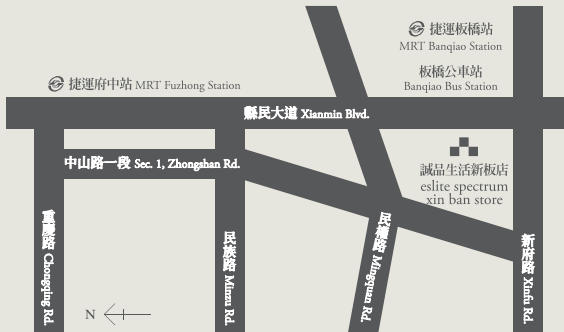 捷運板橋站
MRT Banqiao Station
板橋公車站
Banqiao Bus Station
捷運府中站 MRT Fuzhong Station
縣民大道 Xianmin Blvd.
中山路一段 Sec. 1, Zhongshan Rd.
誠品生活新板店
eslite spectrum
xin ban store
重慶路 Chongqing Rd.
民族路 Minzu Rd.
民權路 Minquan Rd.
新府路 Xinfu Rd.
N